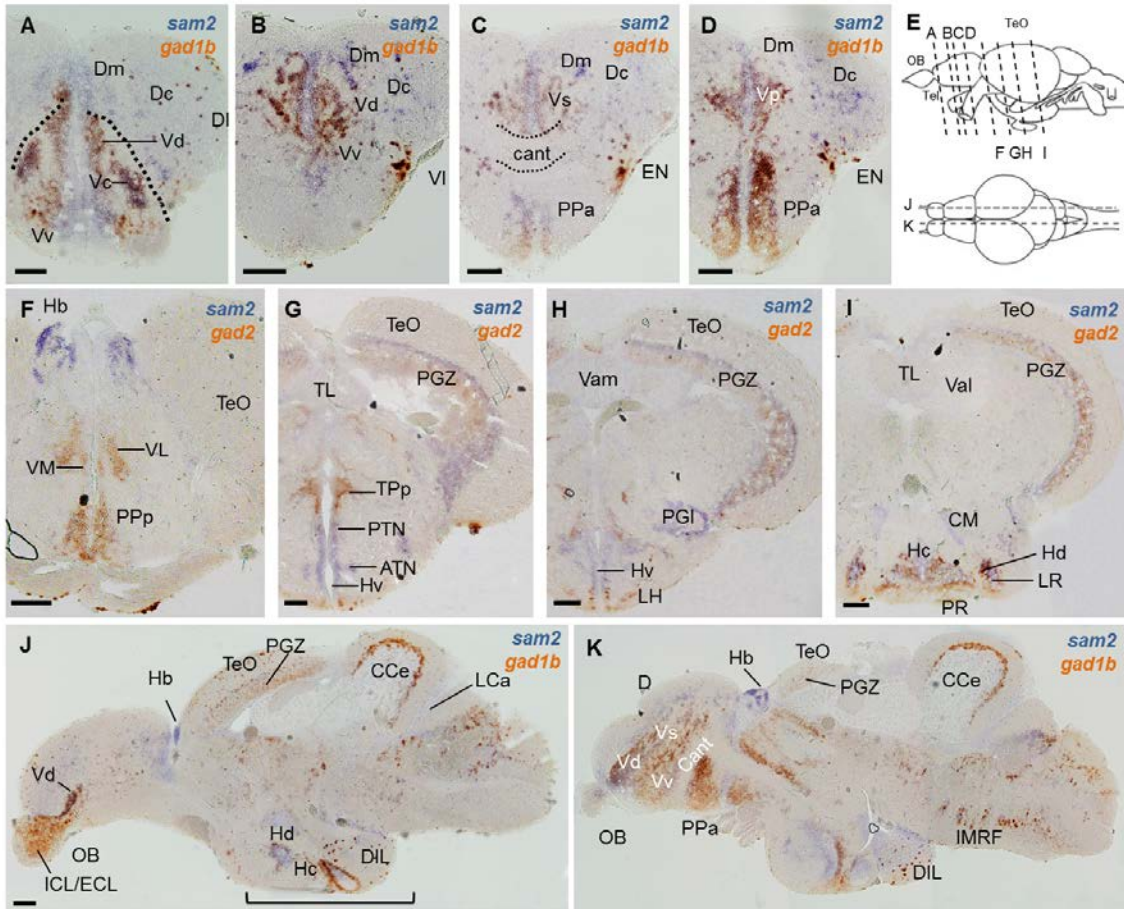 A
sam2
gad1b
Dm
Dc
Dl
Vd
Vc
Vv
B
sam2
gad1b
Dm
Dc
Vd
Vv
Vl
C
sam2
gad1b
Dm
Dc
Vs
cant
EN
PPa
D
sam2
gad1b
Dm
Dc
Vp
EN
PPa
E
A BCD
TeO
OB
Tel
F GH I
J
K
F
Hb
sam2
gad2
TeO
VM
VL
PPp
G
sam2
gad2
TeO
TL
PGZ
TPp
PTN
ATN
Hv
H
sam2
gad2
TeO
Vam
PGZ
PGl
Hv
LH
I
sam2
gad2
TeO
TL
Val
PGZ
CM
Hc
Hd
LR
PR
J
sam2
gad1b
PGZ
TeO
Hb
CCe
LCa
Vd
Hd
Hc
DIL
OB
ICL/ECL
K
sam2
gad1b
Hb
TeO
D
PGZ
CCe
Vs
Vd
Vv
Cant
OB
PPa
IMRF
DIL